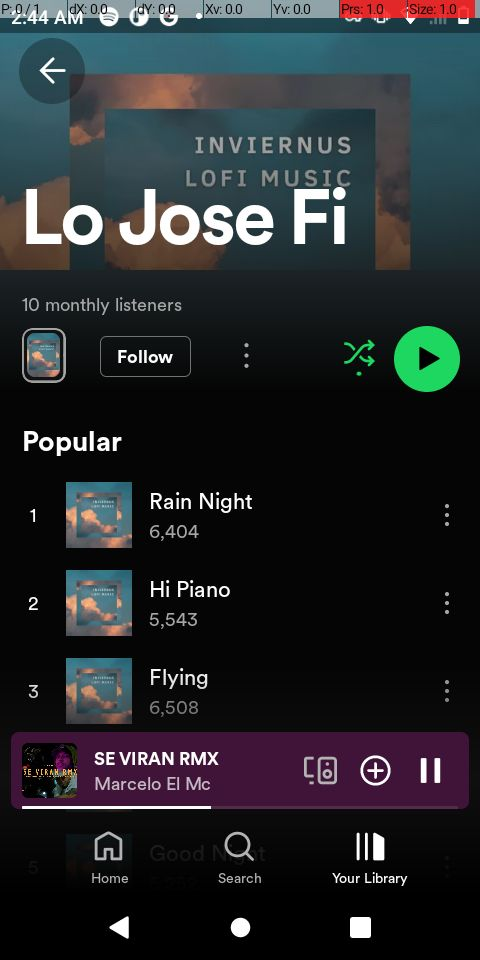 P: 0 / 1 dX: 0.0 dY: 0.0 Xv: 0.0 Yv: 0.0 Prs: 1.0 Size: 1.0
2:44 AM
INVIERNUS
LOFI MUSIC
Lo Jose Fi
10 monthly listeners
Follow
Popular
1
Rain Night
6,404
2
Hi Piano
5,543
3
Flying
6,508
SE VIRAN RMX
SE VIRAN RMX
Marcelo El Mc
5
Good Night
Home
Search
Your Library